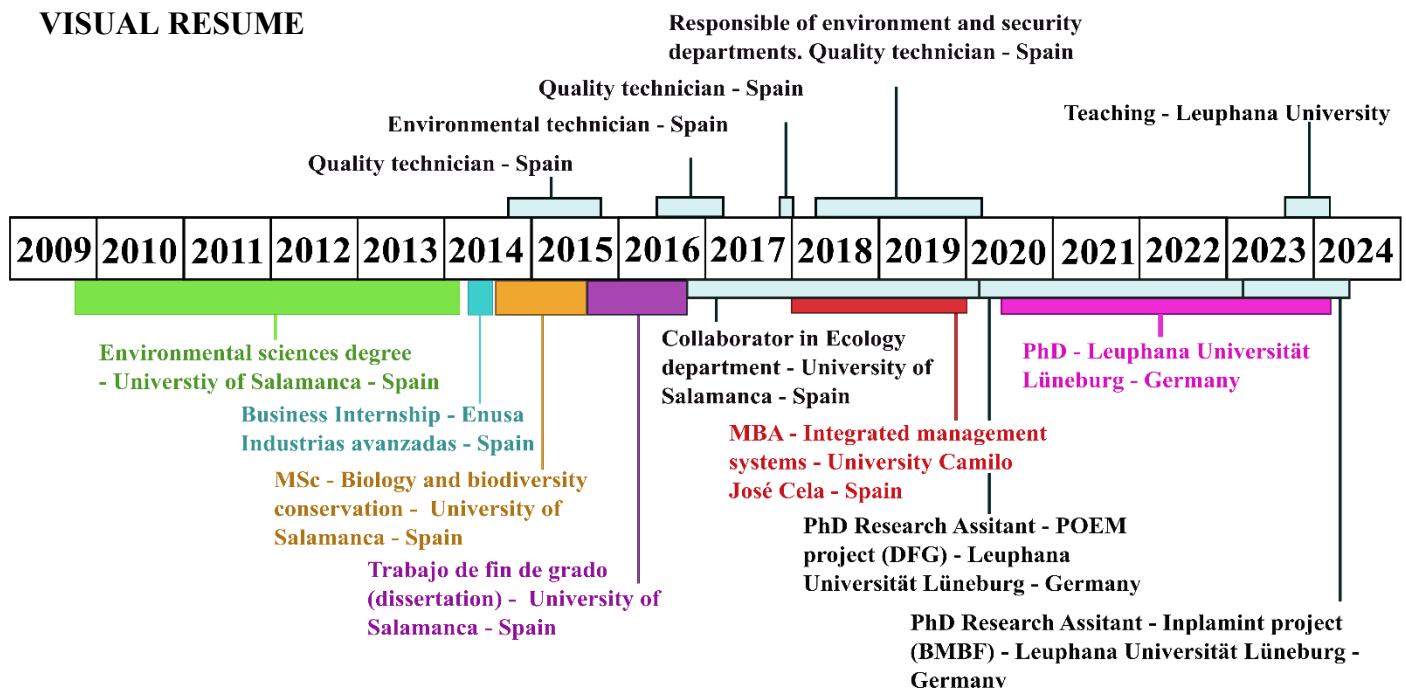 VISUAL RESUME
Responsible of environment and security
departments. Quality technician - Spain
Quality technician - Spain
Environmental technician - Spain
Quality technician - Spain
Teaching - Leuphana University
2009 2010 2011 2012 2013 2014 2015 2016 2017 2018 2019 2020 2021 2022 2023 2024
Environmental sciences degree
- Universtiy of Salamanca - Spain
Business Internship - Enusa
Industrias avanzadas - Spain
MSc - Biology and biodiversity
conservation - University of
Salamanca - Spain
Trabajo de fin de grado
(dissertation) - University of
Salamanca - Spain
Collaborator in Ecology
department - University of
Salamanca - Spain
MBA - Integrated management
systems - University Camilo
José Cela - Spain
PhD Research Assitant - POEM
project (DFG) - Leuphana
Universität Lüneburg - Germany
PhD - Leuphana Universität
Lüneburg - Germany
PhD Research Assitant - Inplamint project
(BMBF) - Leuphana Universität Lüneburg -
Germany